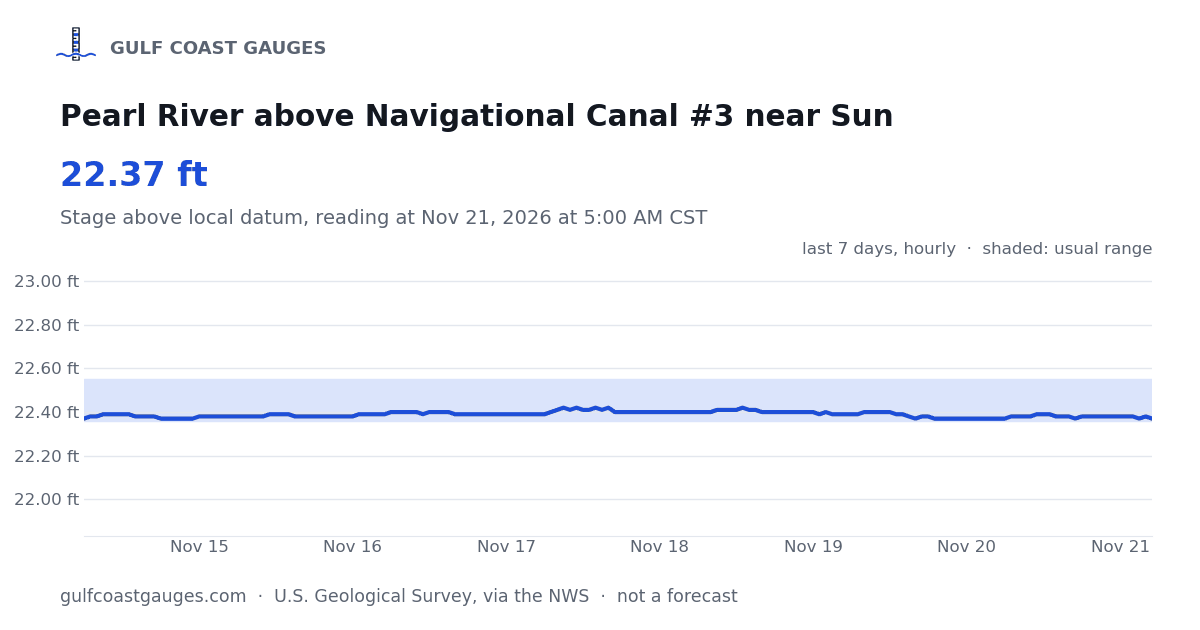 GULF COAST GAUGES
Pearl River above Navigational Canal #3 near Sun
22.37 ft
Stage above local datum, reading at Nov 21, 2026 at 5:00 AM CST
last 7 days, hourly · shaded: usual range
23.00 ft
22.80 ft
22.60 ft
22.40 ft
22.20 ft
22.00 ft
Nov 15 Nov 16 Nov 17 Nov 18 Nov 19 Nov 20 Nov 21
gulfcoastgauges.com · U.S. Geological Survey, via the NWS · not a forecast